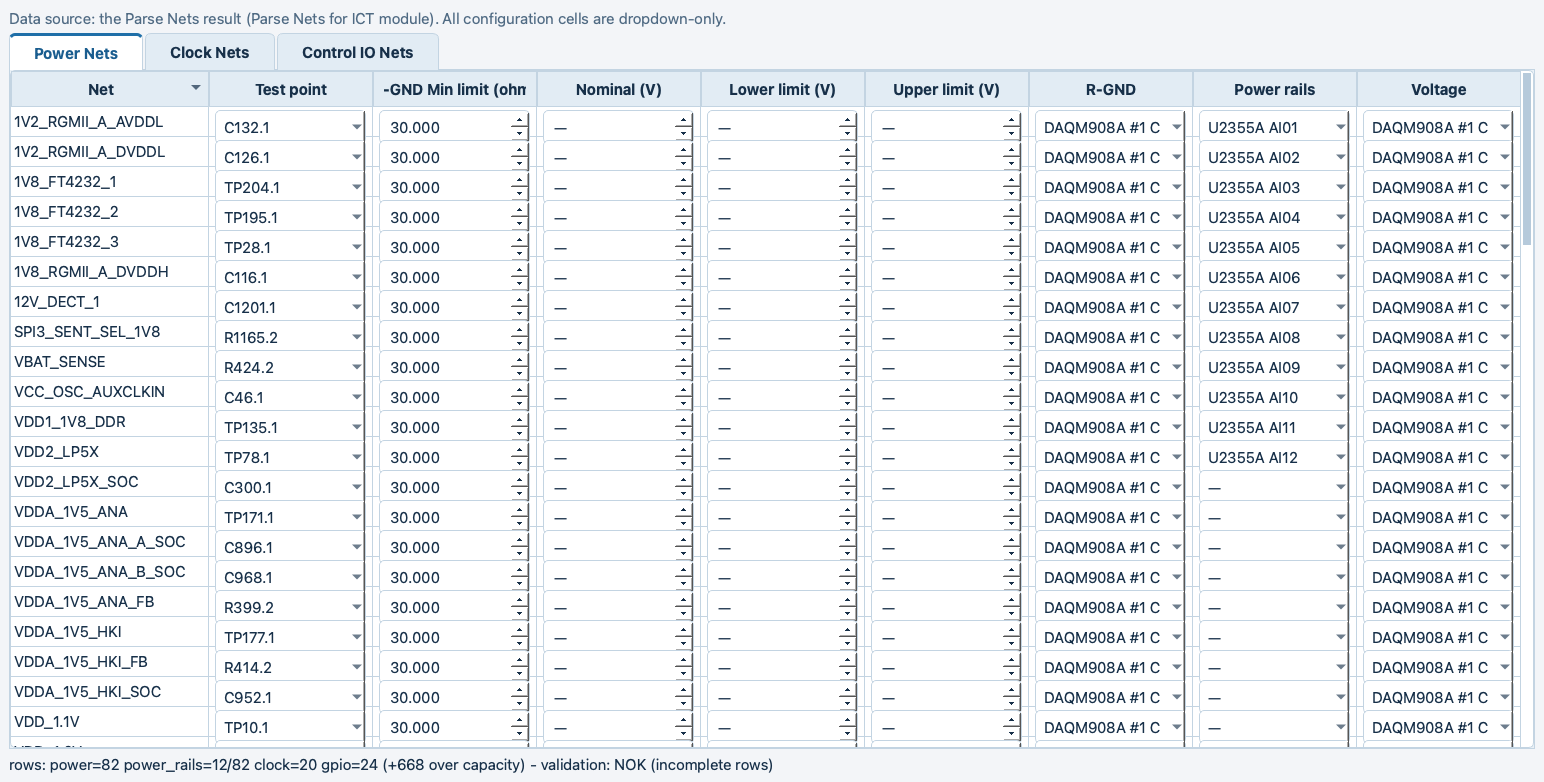 Data source: the Parse Nets result (Parse Nets for ICT module). All configuration cells are dropdown-only.
Power Nets Clock Nets Control IO Nets
Net Test point -GND Min limit (ohm Nominal (V) Lower limit (V) Upper limit (V) R-GND Power rails Voltage
1V2_RGMII_A_AVDDL C132.1 30.000 — — — DAQM908A #1 C U2355A AI01 DAQM908A #1 C
1V2_RGMII_A_DVDDL C126.1 30.000 — — — DAQM908A #1 C U2355A AI02 DAQM908A #1 C
1V8_FT4232_1 TP204.1 30.000 — — — DAQM908A #1 C U2355A AI03 DAQM908A #1 C
1V8_FT4232_2 TP195.1 30.000 — — — DAQM908A #1 C U2355A AI04 DAQM908A #1 C
1V8_FT4232_3 TP28.1 30.000 — — — DAQM908A #1 C U2355A AI05 DAQM908A #1 C
1V8_RGMII_A_DVDDH C116.1 30.000 — — — DAQM908A #1 C U2355A AI06 DAQM908A #1 C
12V_DECT_1 C1201.1 30.000 — — — DAQM908A #1 C U2355A AI07 DAQM908A #1 C
SPI3_SENT_SEL_1V8 R1165.2 30.000 — — — DAQM908A #1 C U2355A AI08 DAQM908A #1 C
VBAT_SENSE R424.2 30.000 — — — DAQM908A #1 C U2355A AI09 DAQM908A #1 C
VCC_OSC_AUXCLKIN C46.1 30.000 — — — DAQM908A #1 C U2355A AI10 DAQM908A #1 C
VDD1_1V8_DDR TP135.1 30.000 — — — DAQM908A #1 C U2355A AI11 DAQM908A #1 C
VDD2_LP5X TP78.1 30.000 — — — DAQM908A #1 C U2355A AI12 DAQM908A #1 C
VDD2_LP5X_SOC C300.1 30.000 — — — DAQM908A #1 C — DAQM908A #1 C
VDDA_1V5_ANA TP171.1 30.000 — — — DAQM908A #1 C — DAQM908A #1 C
VDDA_1V5_ANA_A_SOC C896.1 30.000 — — — DAQM908A #1 C — DAQM908A #1 C
VDDA_1V5_ANA_B_SOC C968.1 30.000 — — — DAQM908A #1 C — DAQM908A #1 C
VDDA_1V5_ANA_FB R399.2 30.000 — — — DAQM908A #1 C — DAQM908A #1 C
VDDA_1V5_HKI TP177.1 30.000 — — — DAQM908A #1 C — DAQM908A #1 C
VDDA_1V5_HKI_FB R414.2 30.000 — — — DAQM908A #1 C — DAQM908A #1 C
VDDA_1V5_HKI_SOC C952.1 30.000 — — — DAQM908A #1 C — DAQM908A #1 C
VDD_1.1V TP10.1 30.000 — — — DAQM908A #1 C — DAQM908A #1 C
rows: power=82 power_rails=12/82 clock=20 gpio=24 (+668 over capacity) - validation: NOK (incomplete rows)